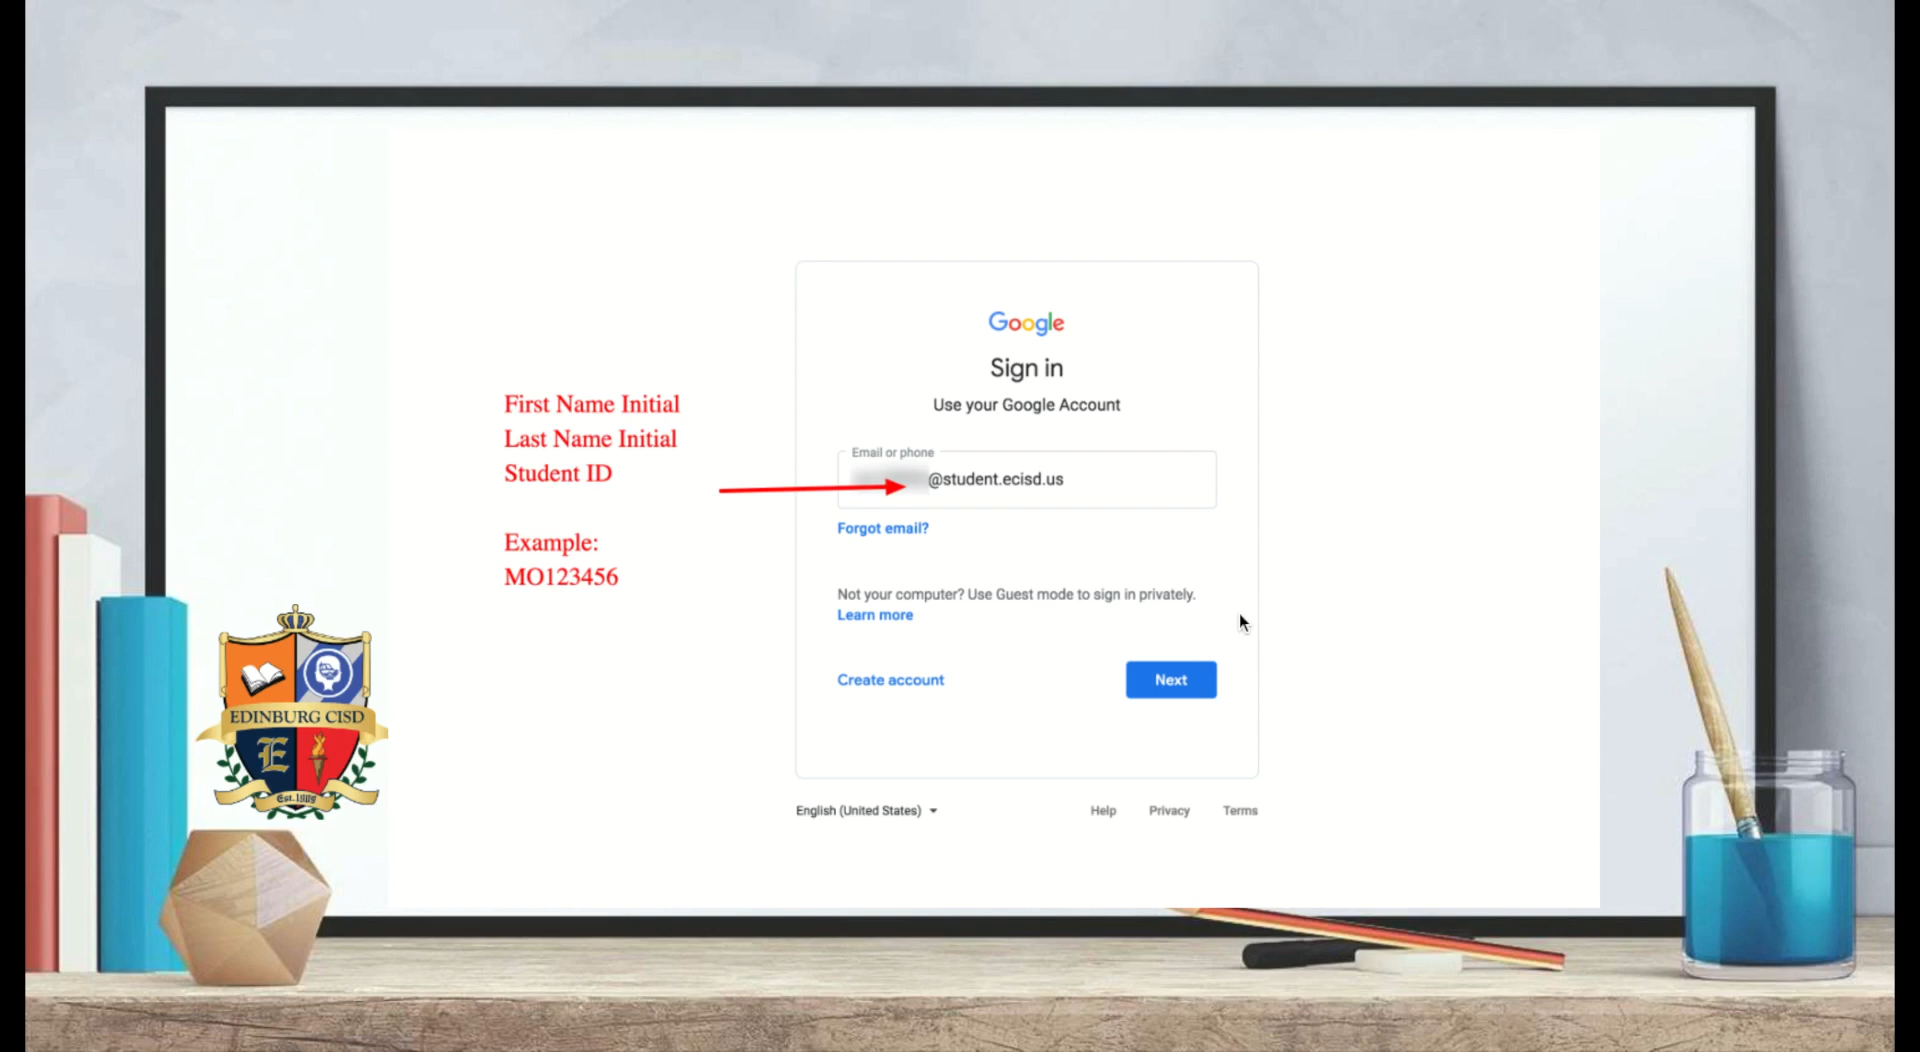 Google
Sign in
Use your Google Account
First Name Initial
Last Name Initial
Student ID
Example:
MO123456
Email or phone
@student.ecisd.us
Forgot email?
Not your computer? Use Guest mode to sign in privately.
Learn more
Create account
Next
English (United States)
Help Privacy Terms
EDINBURG CISD
E
Est. 1909